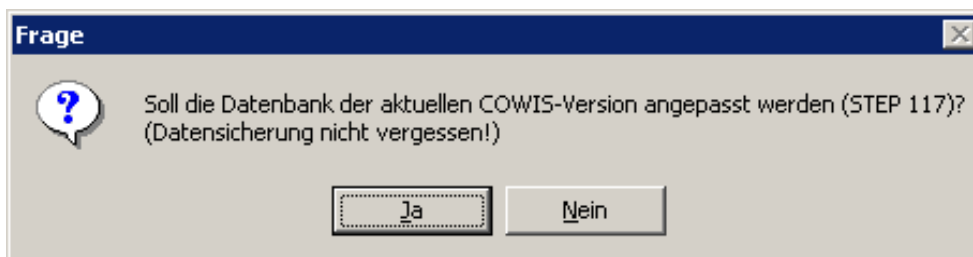 Frage
Soll die Datenbank der aktuellen COWIS-Version angepasst werden (STEP 117)?
(Datensicherung nicht vergessen!)
Ja
Nein